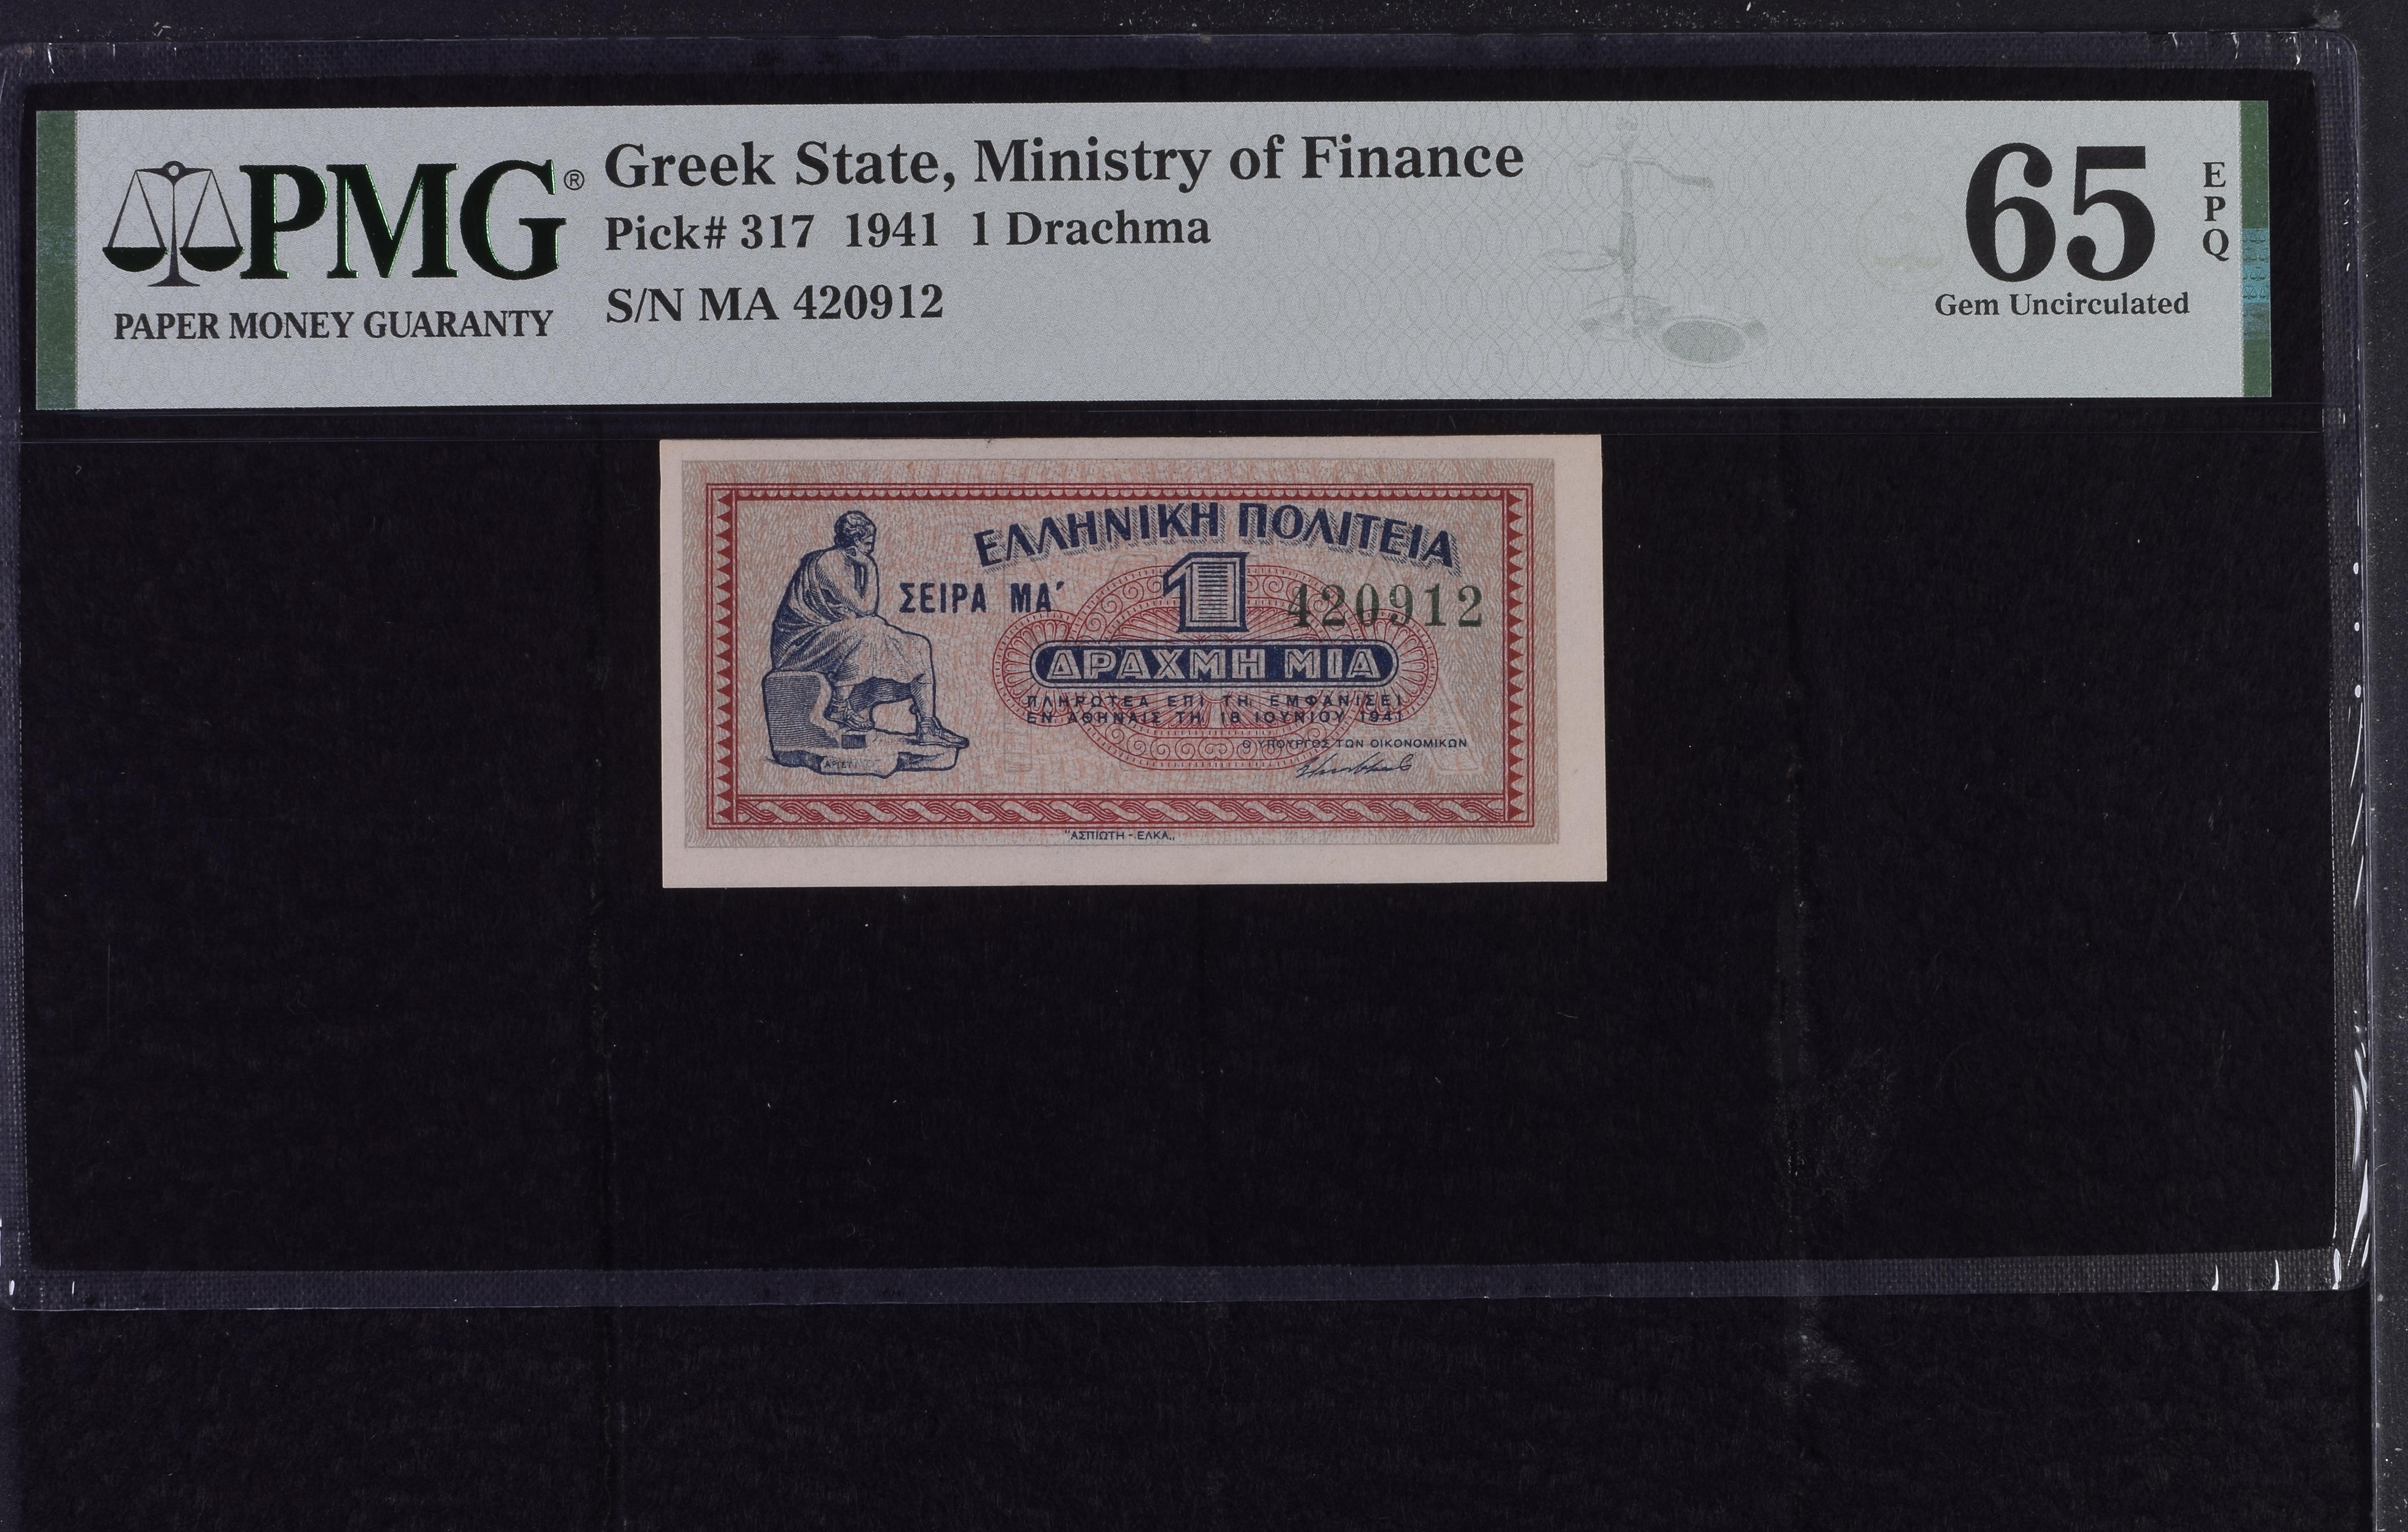 PMG®
PAPER MONEY GUARANTY
Greek State, Ministry of Finance
Pick# 317 1941 1 Drachma
S/N MA 420912
65
EPQ
Gem Uncirculated
ΕΛΛΗΝΙΚΗ ΠΟΛΙΤΕΙΑ
ΣΕΙΡΑ ΜΑ΄
1
420912
ΔΡΑΧΜΗ ΜΙΑ
ΠΛΗΡΩΤΕΑ ΕΠΙ ΤΗ ΕΜΦΑΝΙΣΕΙ
ΕΝ ΑΘΗΝΑΙΣ ΤΗ 18 ΙΟΥΝΙΟΥ 1941
Ο ΥΠΟΥΡΓΟΣ ΤΩΝ ΟΙΚΟΝΟΜΙΚΩΝ
"ΑΣΠΙΩΤΗ - ΕΛΚΑ„